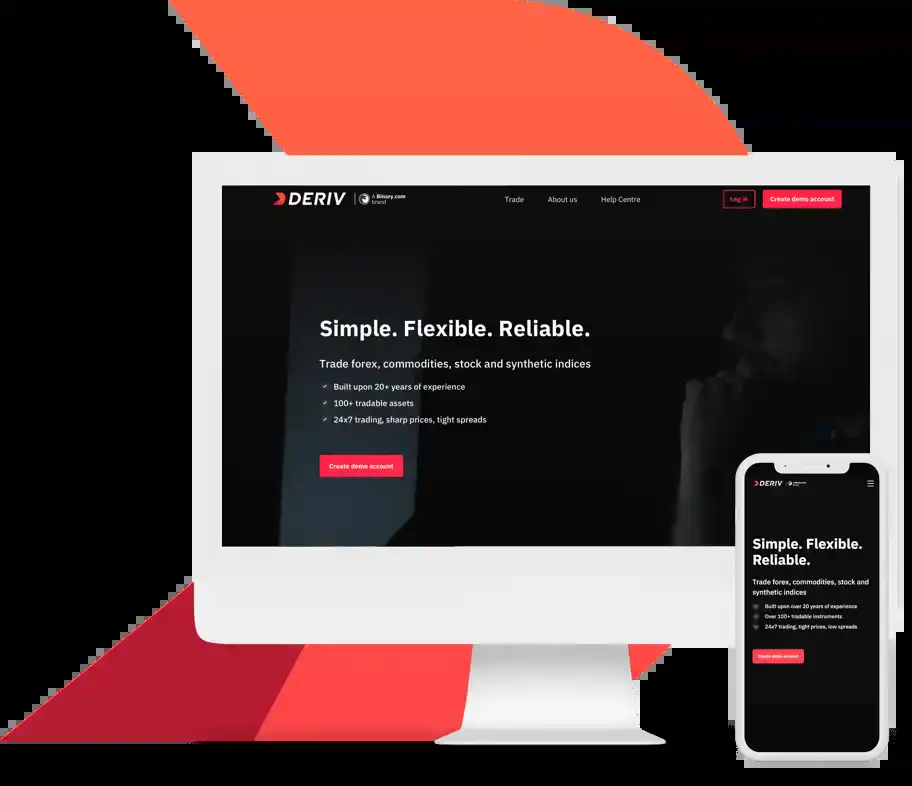 DERIV
A Binary.com
brand
Trade
About us
Help Centre
Log in
Create demo account
Simple. Flexible. Reliable.
Trade forex, commodities, stock and synthetic indices
Built upon 20+ years of experience
100+ tradable assets
24x7 trading, sharp prices, tight spreads
Create demo account
DERIV
Simple. Flexible.
Reliable.
Trade forex, commodities, stock and
synthetic indices
Built upon over 20 years of experience
Over 100+ tradable instruments
24x7 trading, tight prices, low spreads
Create demo account